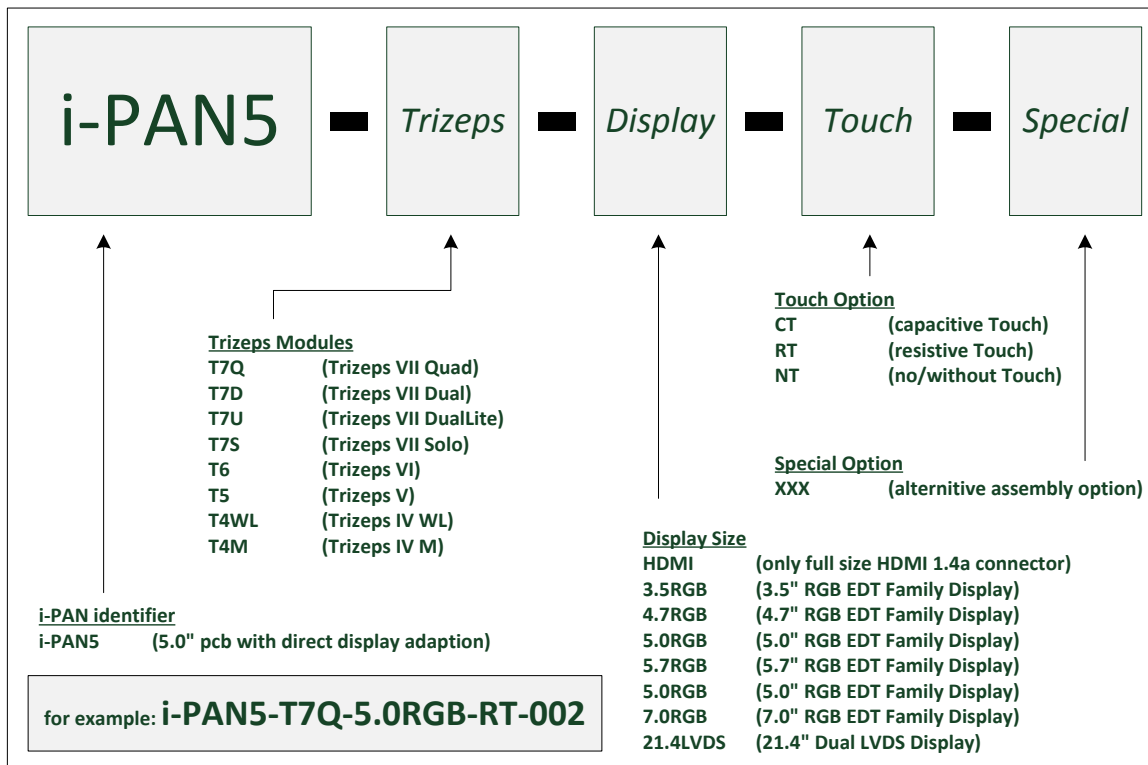 i-PAN5
Trizeps
Display
Touch
Special
Touch Option
CT (capacitive Touch)
RT (resistive Touch)
NT (no/without Touch)
Trizeps Modules
T7Q (Trizeps VII Quad)
T7D (Trizeps VII Dual)
T7U (Trizeps VII DualLite)
T7S (Trizeps VII Solo)
T6 (Trizeps VI)
T5 (Trizeps V)
T4WL (Trizeps IV WL)
T4M (Trizeps IV M)
Special Option
XXX (alternitive assembly option)
Display Size
HDMI (only full size HDMI 1.4a connector)
3.5RGB (3.5" RGB EDT Family Display)
4.7RGB (4.7" RGB EDT Family Display)
5.0RGB (5.0" RGB EDT Family Display)
5.7RGB (5.7" RGB EDT Family Display)
5.0RGB (5.0" RGB EDT Family Display)
7.0RGB (7.0" RGB EDT Family Display)
21.4LVDS (21.4" Dual LVDS Display)
i-PAN identifier
i-PAN5 (5.0" pcb with direct display adaption)
for example: i-PAN5-T7Q-5.0RGB-RT-002